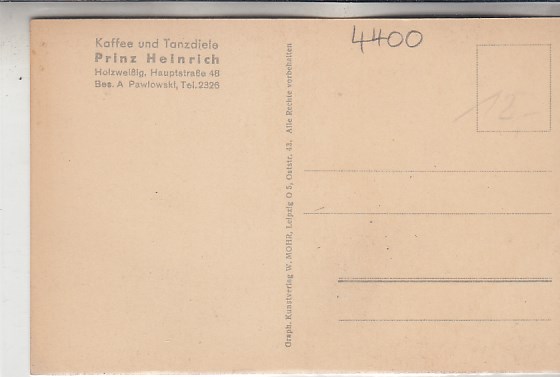 Kaffee und Tanzdiele
Prinz Heinrich
Holzweißig, Hauptstraße 48
Bes. A Pawlowski, Tel. 2326
Graph. Kunstverlag W. MOHR, Leipzig O 5, Oststr. 43. Alle Rechte vorbehalten
4400
15-